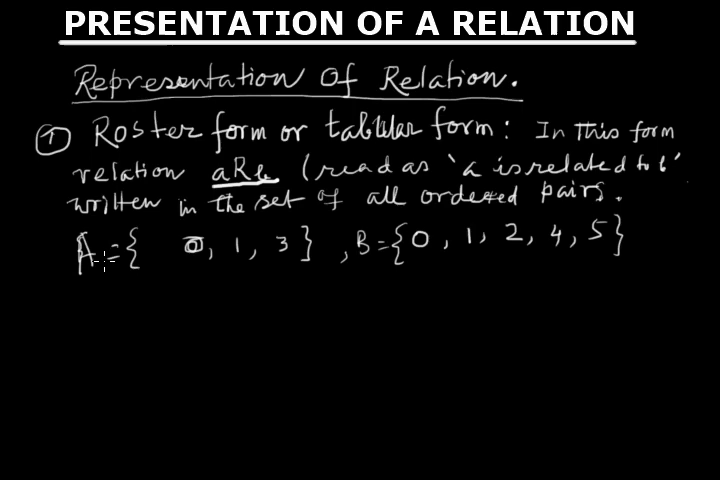 PRESENTATION OF A RELATION
Representation Of Relation.
① Roster form or tabular form: In this form
relation aRb (read as 'a is related to b'
written in the set of all ordered pairs.
A = { 0, 1, 3 } , B = { 0, 1, 2, 4, 5 }